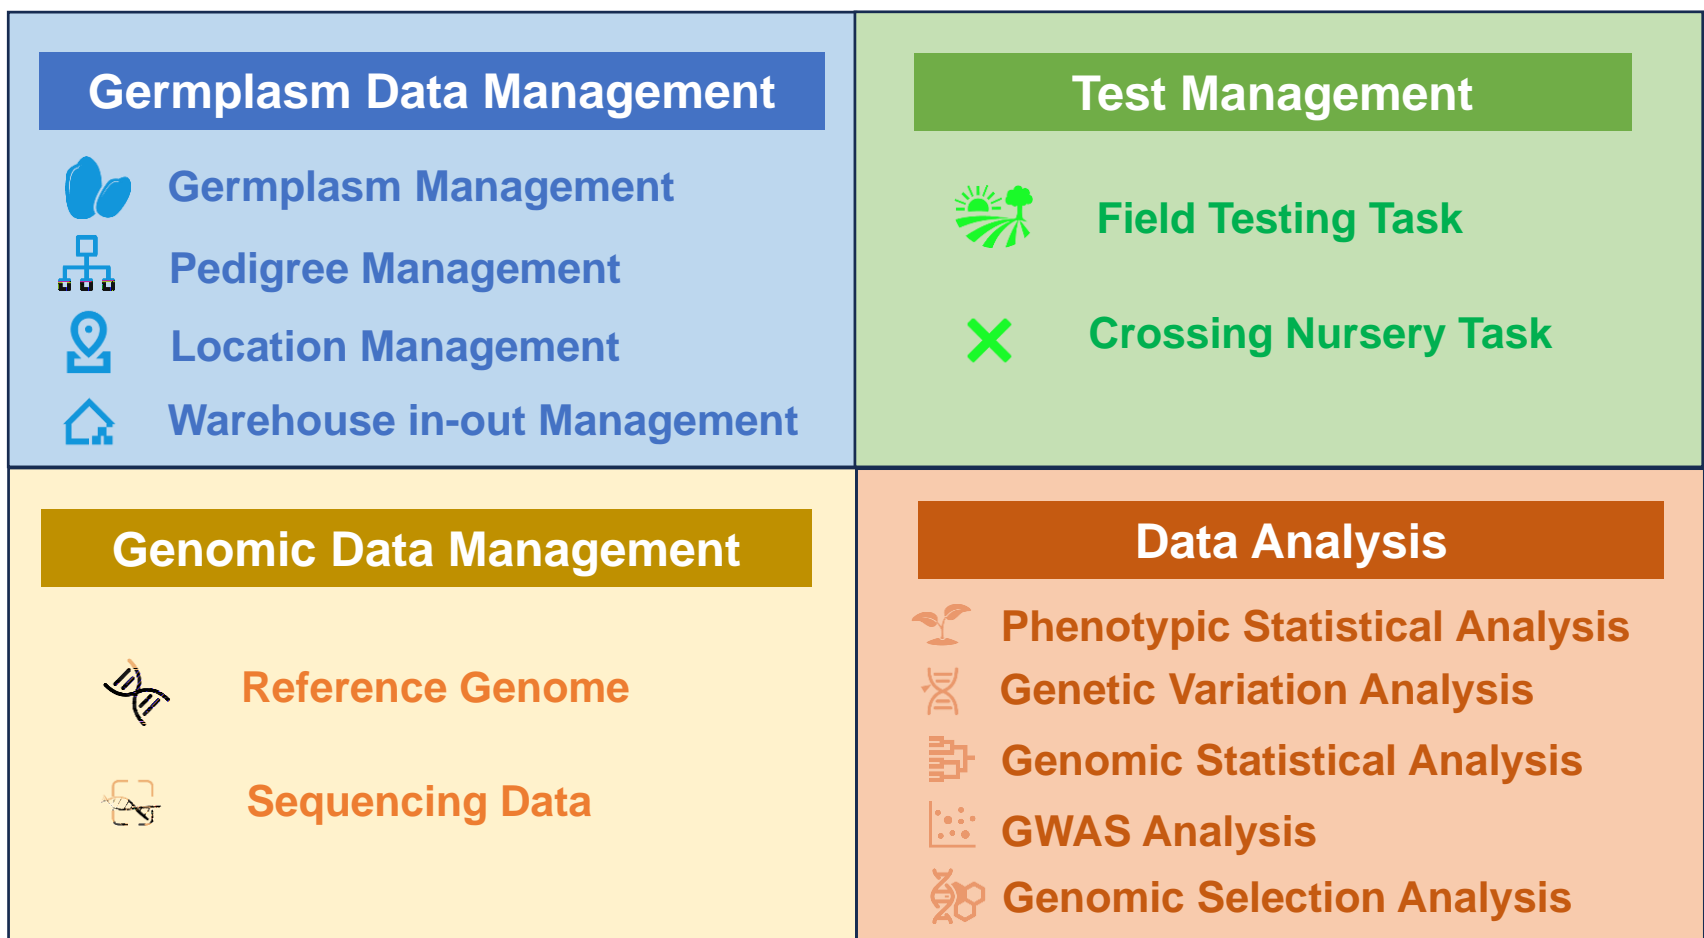 Germplasm Data Management
Germplasm Management
Pedigree Management
Location Management
Warehouse in-out Management
Test Management
Field Testing Task
Crossing Nursery Task
Genomic Data Management
Reference Genome
Sequencing Data
Data Analysis
Phenotypic Statistical Analysis
Genetic Variation Analysis
Genomic Statistical Analysis
GWAS Analysis
Genomic Selection Analysis